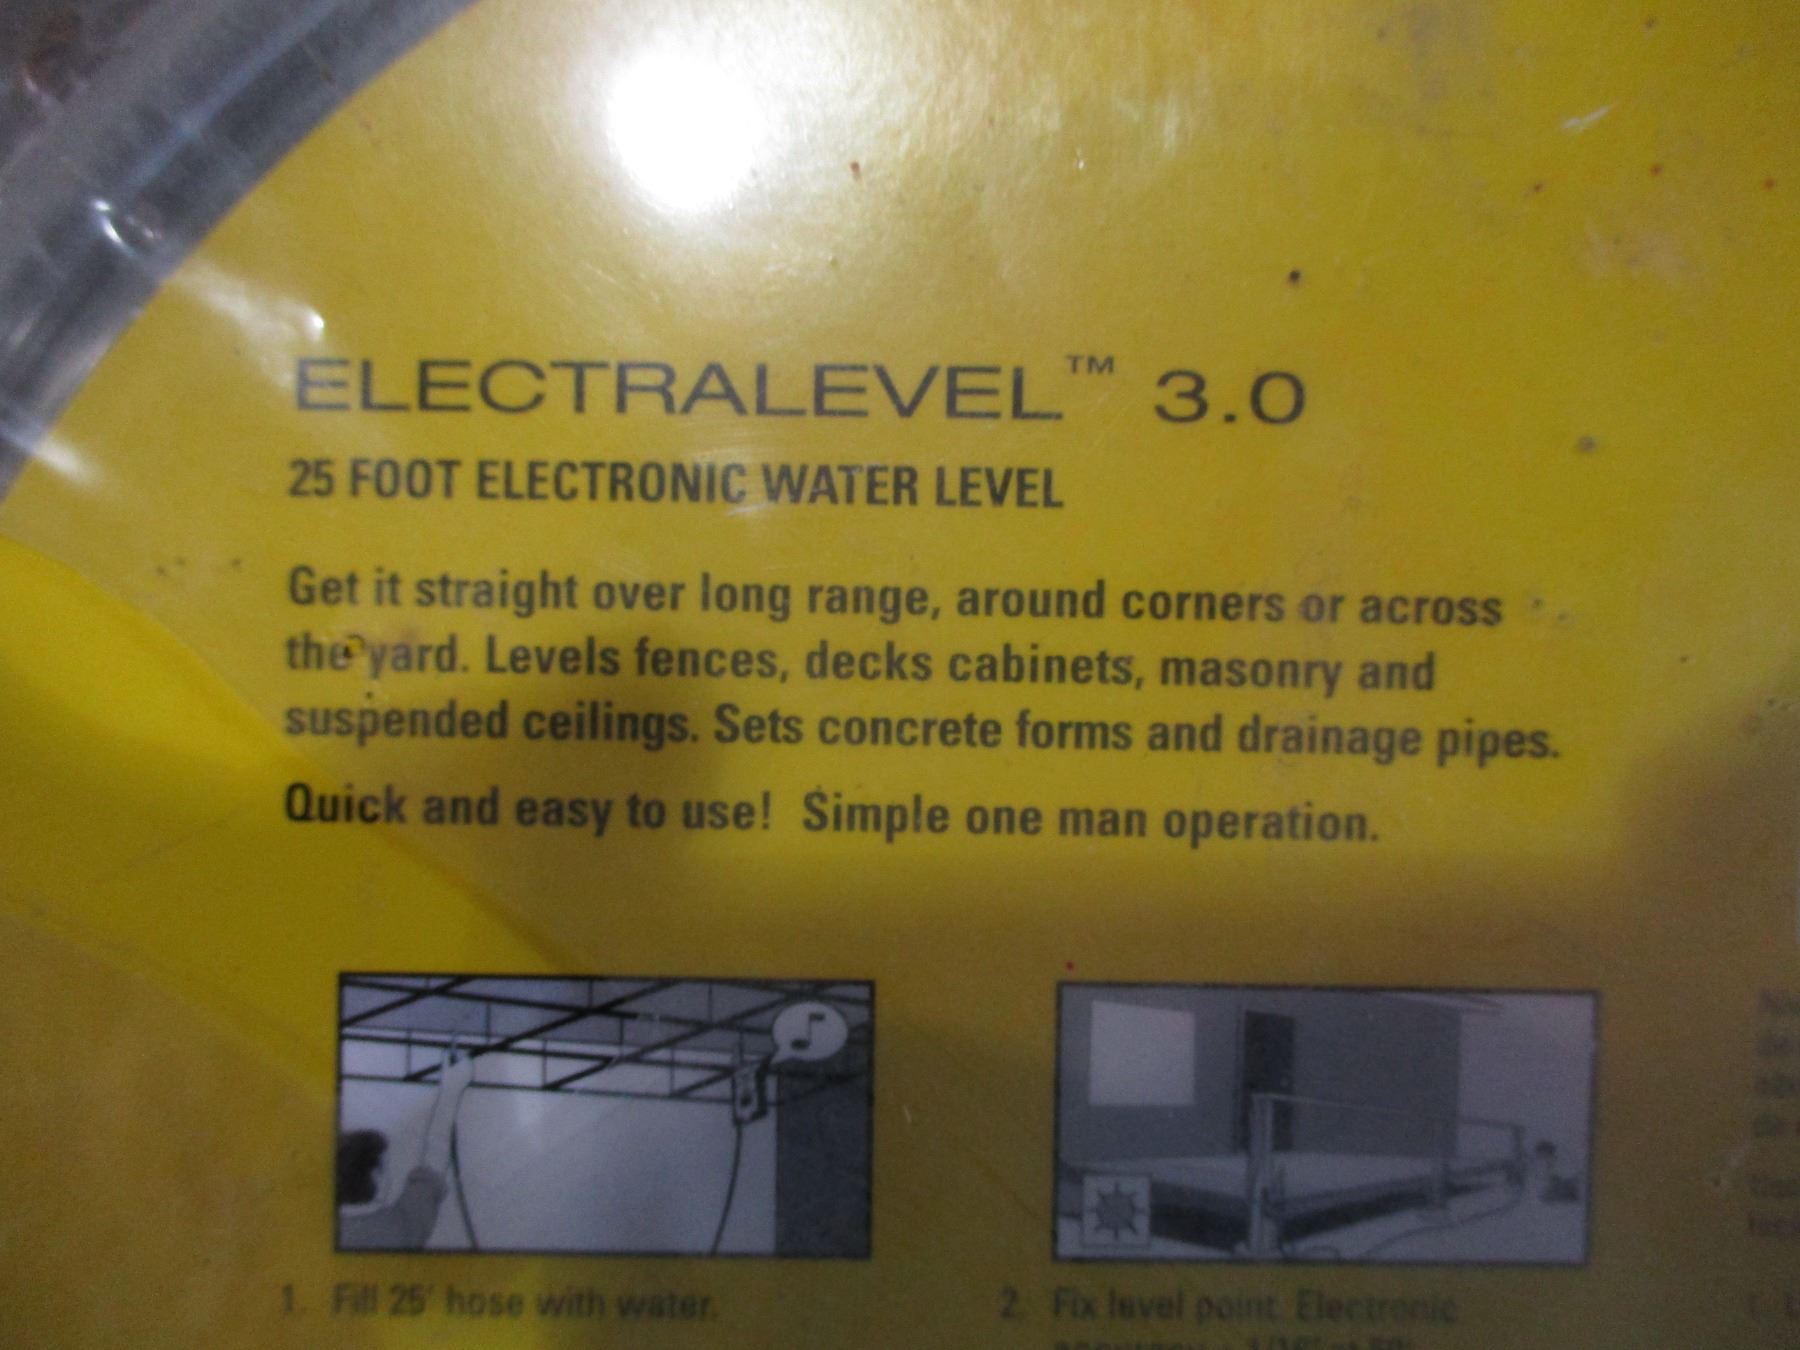 ELECTRALEVEL™ 3.0
25 FOOT ELECTRONIC WATER LEVEL
Get it straight over long range, around corners or across
the yard. Levels fences, decks cabinets, masonry and
suspended ceilings. Sets concrete forms and drainage pipes.
Quick and easy to use! Simple one man operation.
1. Fill 25' hose with water.
2. Fix level point. Electronic